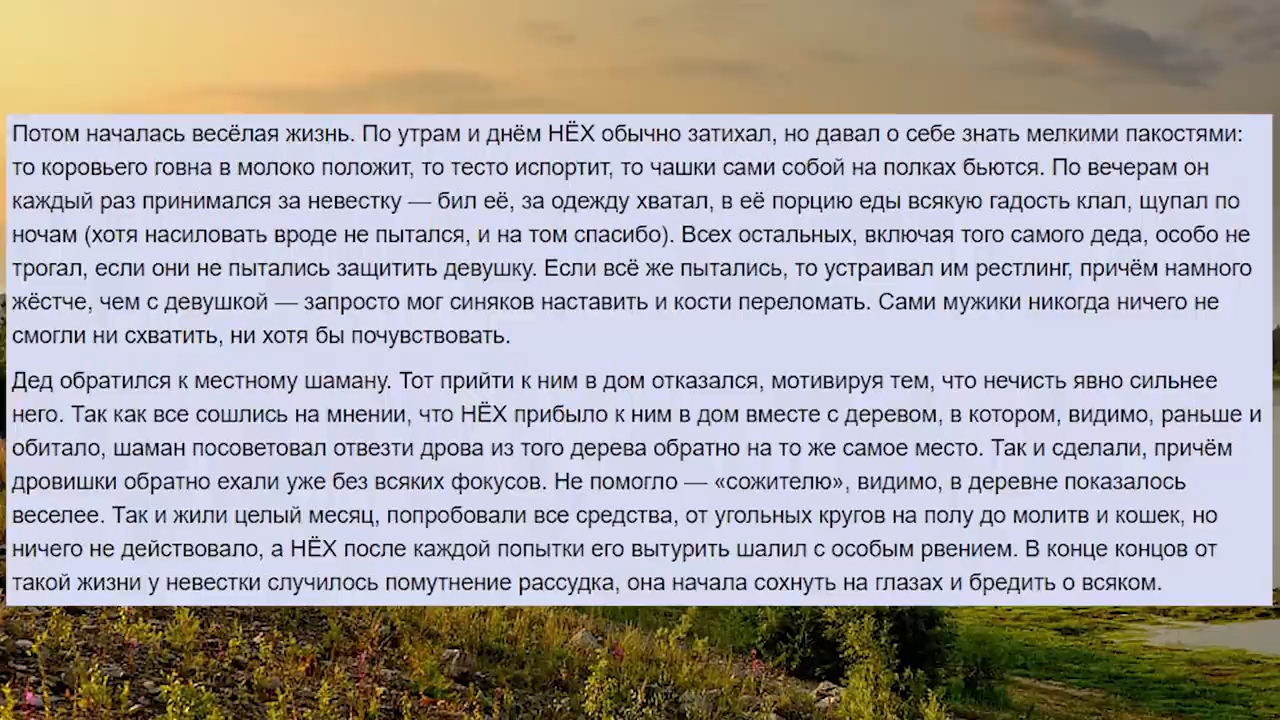 Потом началась весёлая жизнь. По утрам и днём НЁХ обычно затихал, но давал о себе знать мелкими пакостями:
то коровьего говна в молоко положит, то тесто испортит, то чашки сами собой на полках бьются. По вечерам он
каждый раз принимался за невестку — бил её, за одежду хватал, в её порцию еды всякую гадость клал, щупал по
ночам (хотя насиловать вроде не пытался, и на том спасибо). Всех остальных, включая того самого деда, особо не
трогал, если они не пытались защитить девушку. Если всё же пытались, то устраивал им рестлинг, причём намного
жёстче, чем с девушкой — запросто мог синяков наставить и кости переломать. Сами мужики никогда ничего не
смогли ни схватить, ни хотя бы почувствовать.
Дед обратился к местному шаману. Тот прийти к ним в дом отказался, мотивируя тем, что нечисть явно сильнее
него. Так как все сошлись на мнении, что НЁХ прибыло к ним в дом вместе с деревом, в котором, видимо, раньше и
обитало, шаман посоветовал отвезти дрова из того дерева обратно на то же самое место. Так и сделали, причём
дровишки обратно ехали уже без всяких фокусов. Не помогло — «сожителю», видимо, в деревне показалось
веселее. Так и жили целый месяц, попробовали все средства, от угольных кругов на полу до молитв и кошек, но
ничего не действовало, а НЁХ после каждой попытки его вытурить шалил с особым рвением. В конце концов от
такой жизни у невестки случилось помутнение рассудка, она начала сохнуть на глазах и бредить о всяком.